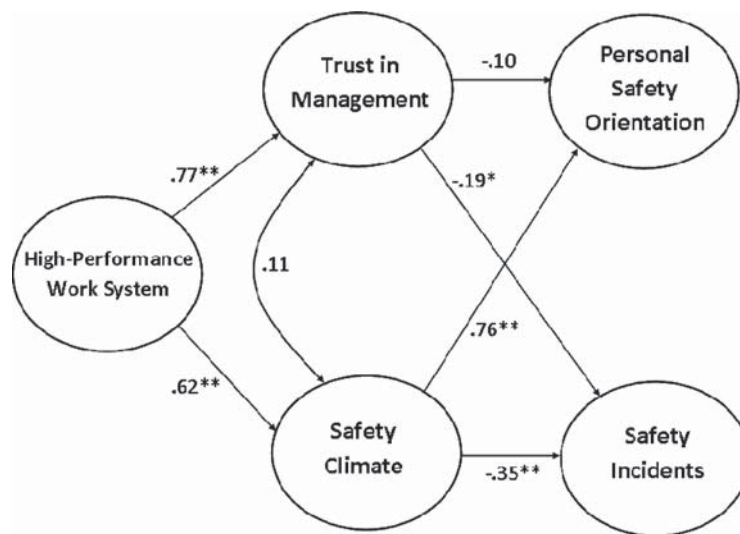 Trust in
Management
-.10
Personal
Safety
Orientation
.77**
-.19*
High-Performance
Work System
.11
.76**
.62**
Safety
Climate
-.35**
Safety
Incidents